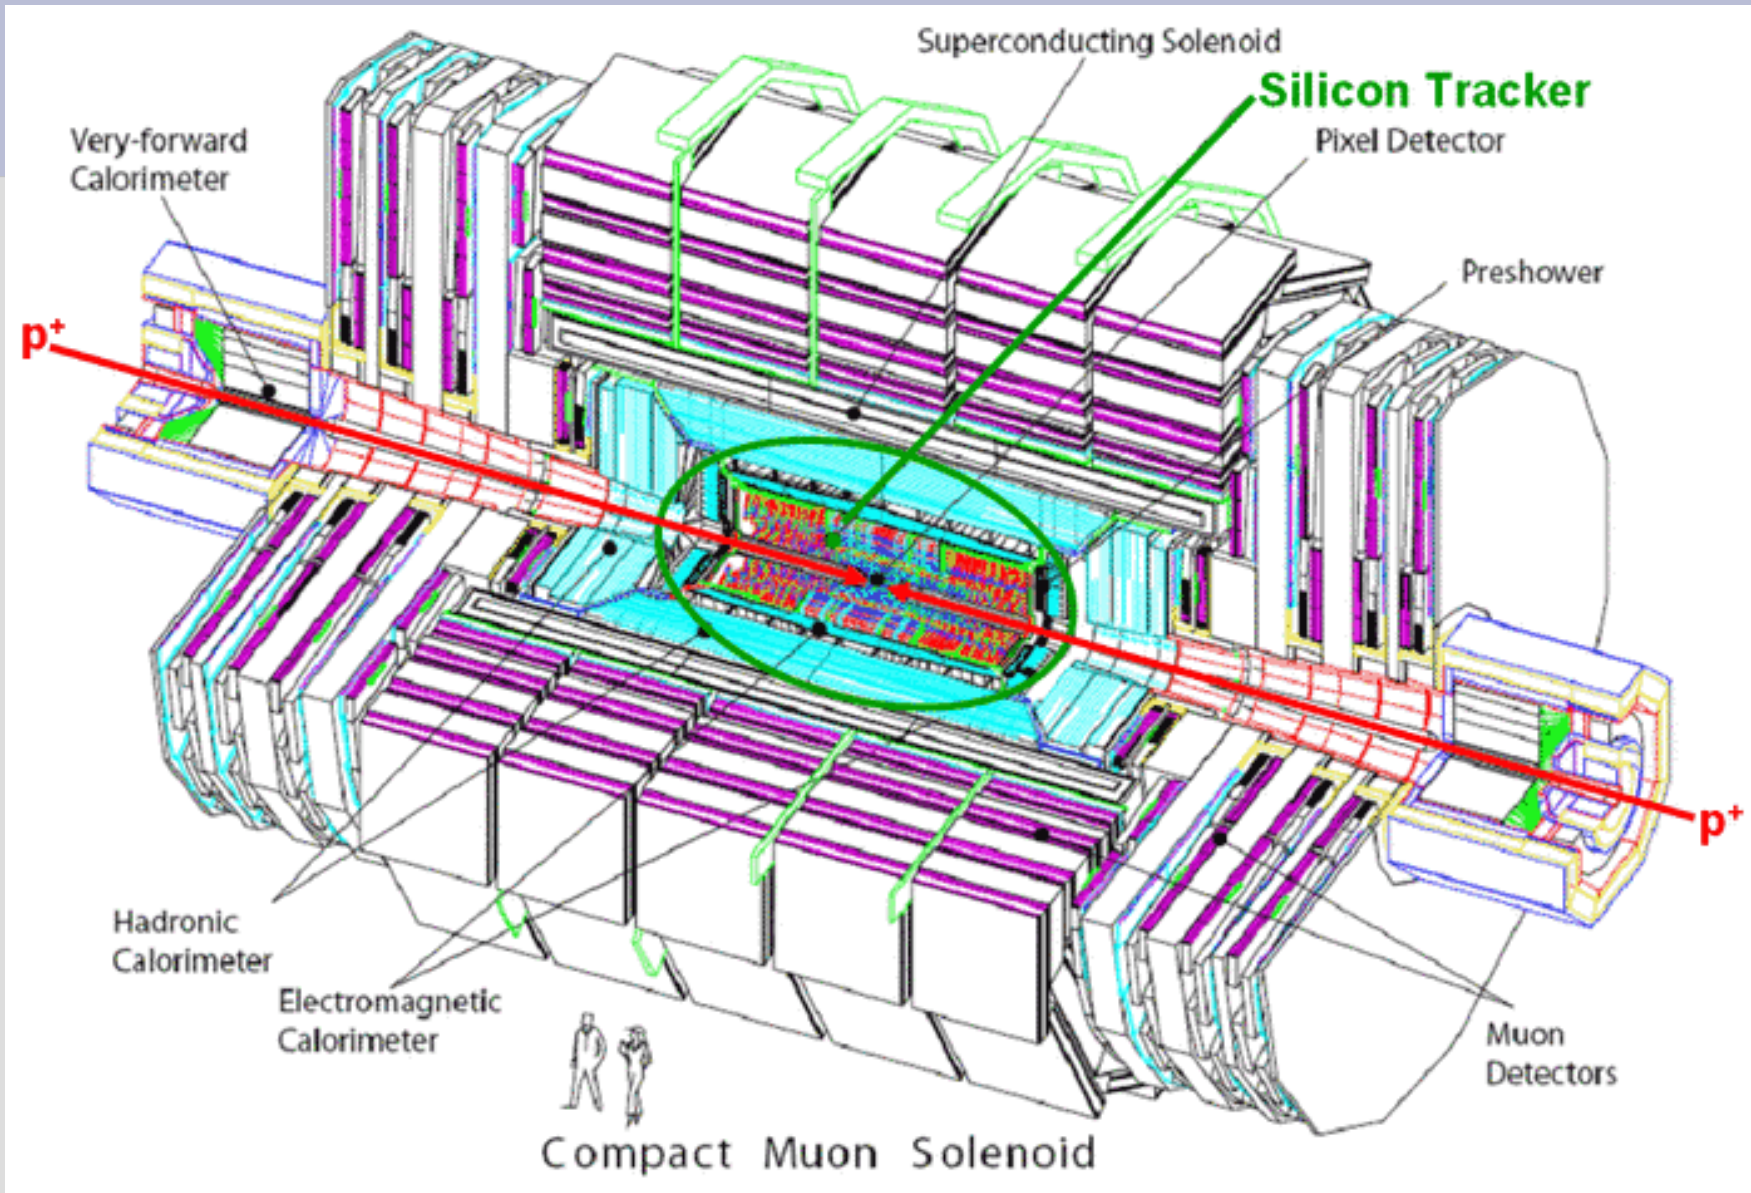 Superconducting Solenoid
Silicon Tracker
Pixel Detector
Very-forward
Calorimeter
Preshower
p+
p+
Hadronic
Calorimeter
Electromagnetic
Calorimeter
Muon
Detectors
Compact Muon Solenoid